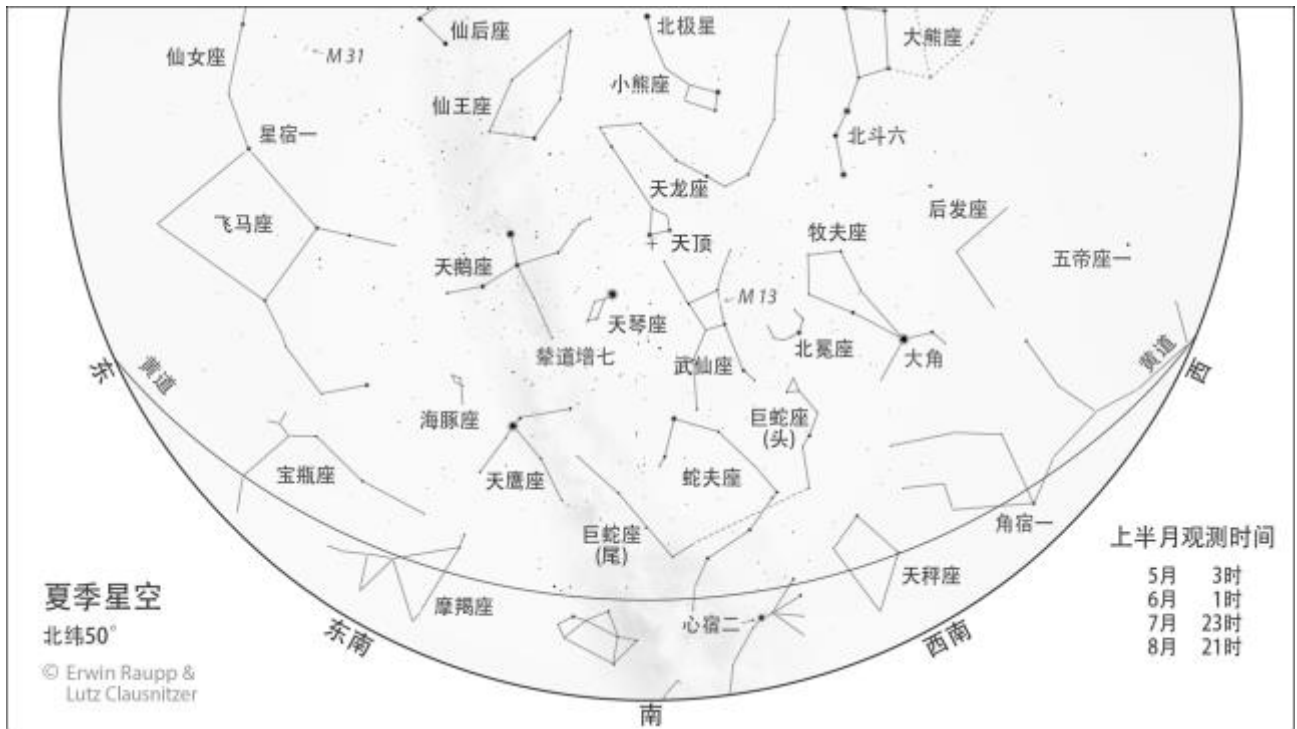 仙后座
北极星
大熊座
仙女座
M 31
小熊座
仙王座
星宿一
北斗六
天龙座
后发座
飞马座
牧夫座
天顶
五帝座一
天鹅座
M 13
天琴座
北冕座
大角
辇道增七
武仙座
黄道
东
黄道
西
海豚座
巨蛇座
(头)
宝瓶座
天鹰座
蛇夫座
角宿一
巨蛇座
(尾)
天秤座
摩羯座
心宿二
东南
西南
南
夏季星空
北纬50°
© Erwin Raupp &
Lutz Clausnitzer
上半月观测时间
5月 3时
6月 1时
7月 23时
8月 21时